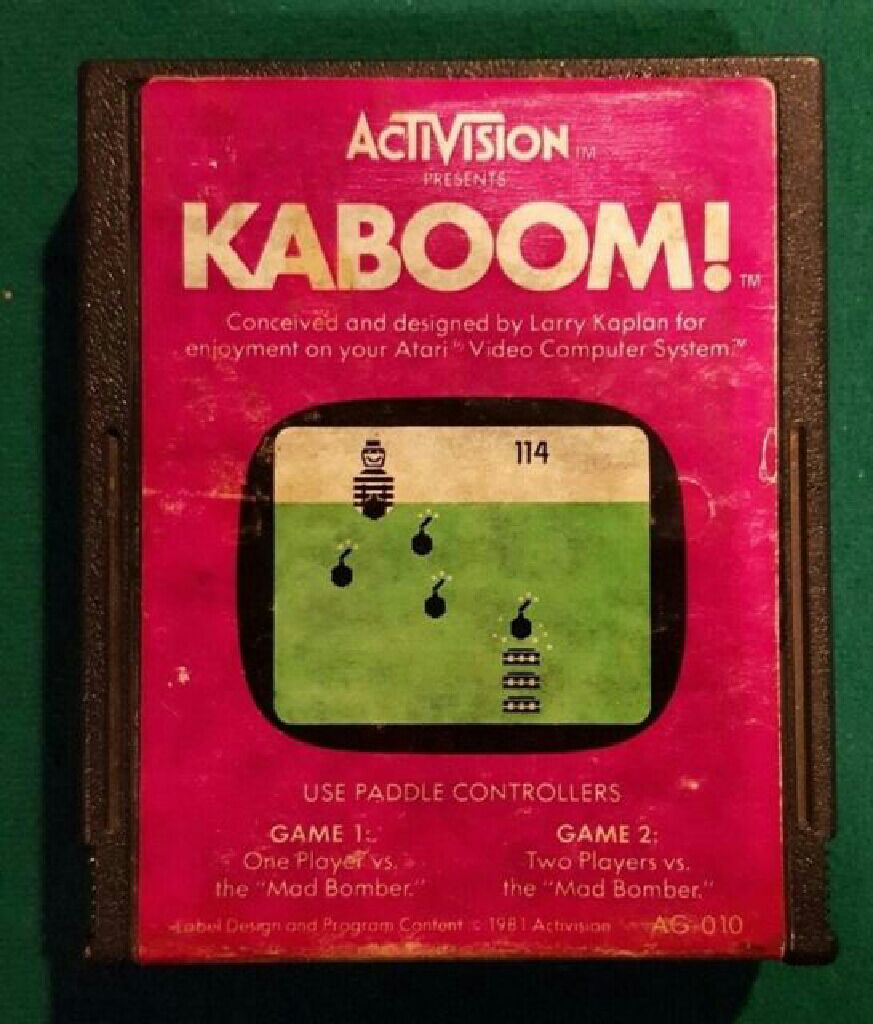 ACTIVISION TM
PRESENTS
KABOOM! TM
Conceived and designed by Larry Kaplan for
enjoyment on your Atari® Video Computer System.™
114
USE PADDLE CONTROLLERS
GAME 1:
One Player vs.
the "Mad Bomber."
GAME 2:
Two Players vs.
the "Mad Bomber."
Label Design and Program Content © 1981 Activision
AG-010